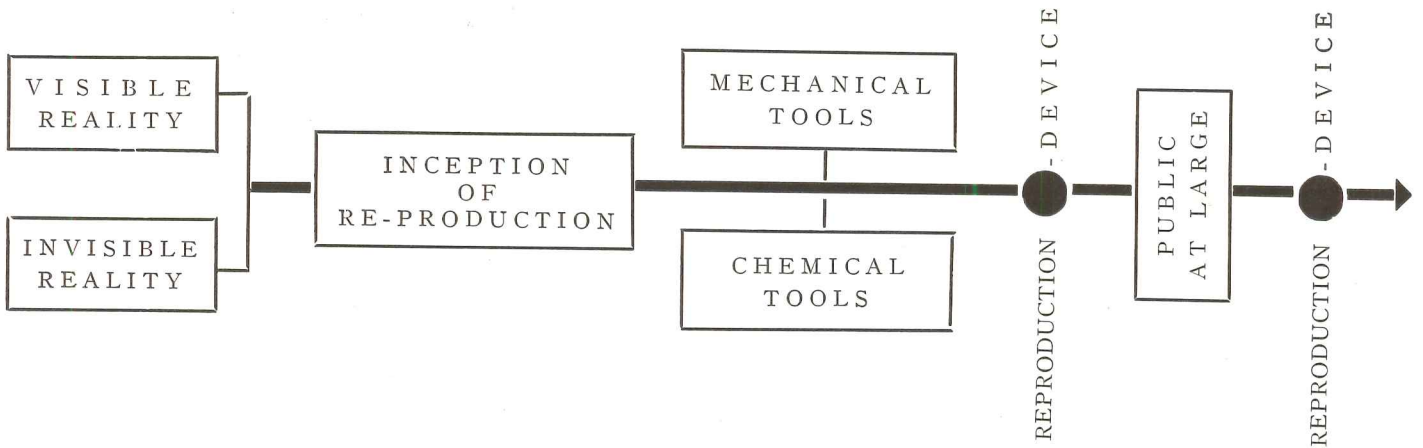 VISIBLE
REALITY
INVISIBLE
REALITY
INCEPTION
OF
RE-PRODUCTION
MECHANICAL
TOOLS
CHEMICAL
TOOLS
REPRODUCTION -DEVICE
PUBLIC
AT LARGE
REPRODUCTION -DEVICE